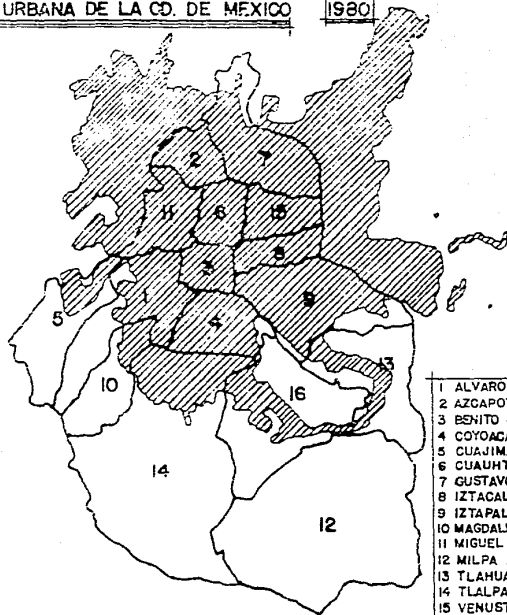 URBANA DE LA CD. DE MEXICO 1980
2
7
11
6
15
3
8
5
1
4
9
10
13
16
14
12
1 ALVARO
2 AZCAPOT
3 BENITO
4 COYOACA
5 CUAJIMA
6 CUAUHT
7 GUSTAVO
8 IZTACAL
9 IZTAPAL
10 MAGDALE
11 MIGUEL
12 MILPA
13 TLAHUA
14 TLALPA
15 VENUST